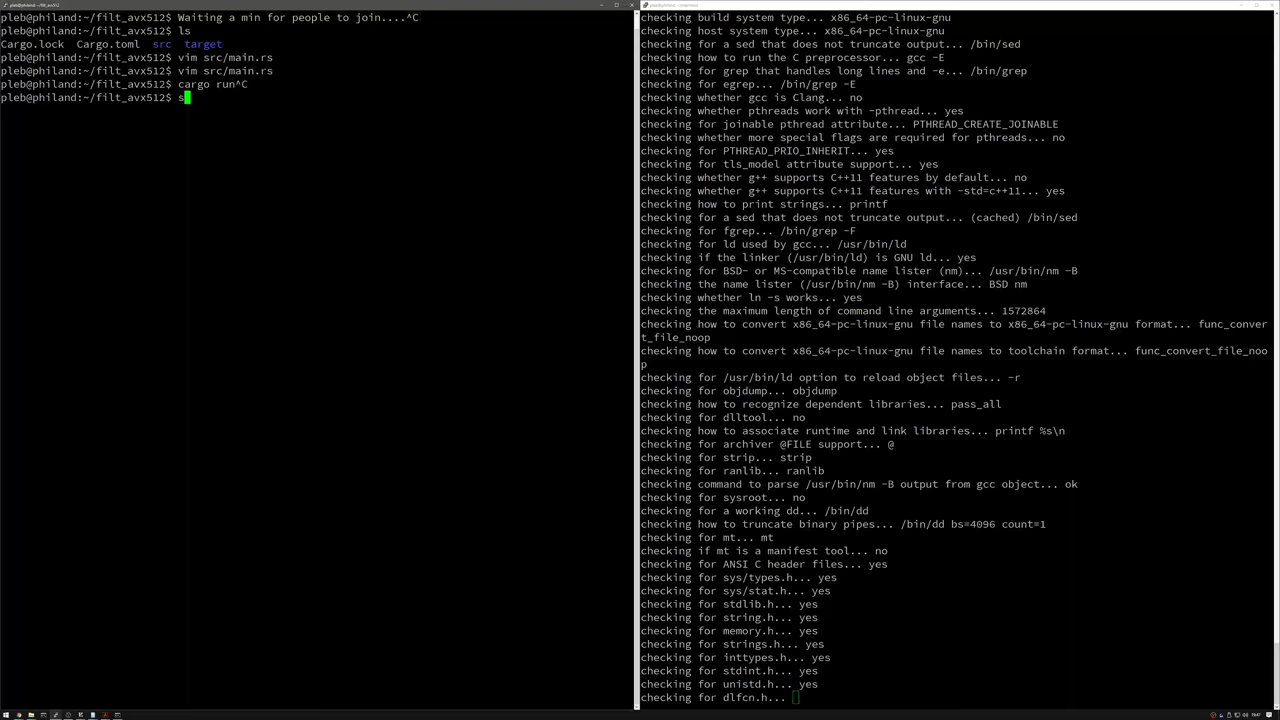 pleb@philand: ~/filt_avx512
pleb@philand:~/filt_avx512$ Waiting a min for people to join....^C
pleb@philand:~/filt_avx512$ ls
Cargo.lock  Cargo.toml  src  target
pleb@philand:~/filt_avx512$ vim src/main.rs
pleb@philand:~/filt_avx512$ vim src/main.rs
pleb@philand:~/filt_avx512$ cargo run^C
pleb@philand:~/filt_avx512$ s
checking build system type... x86_64-pc-linux-gnu
checking host system type... x86_64-pc-linux-gnu
checking for a sed that does not truncate output... /bin/sed
checking how to run the C preprocessor... gcc -E
checking for grep that handles long lines and -e... /bin/grep
checking for egrep... /bin/grep -E
checking whether gcc is Clang... no
checking whether pthreads work with -pthread... yes
checking for joinable pthread attribute... PTHREAD_CREATE_JOINABLE
checking whether more special flags are required for pthreads... no
checking for PTHREAD_PRIO_INHERIT... yes
checking for tls_model attribute support... yes
checking whether g++ supports C++11 features by default... no
checking whether g++ supports C++11 features with -std=c++11... yes
checking how to print strings... printf
checking for a sed that does not truncate output... (cached) /bin/sed
checking for fgrep... /bin/grep -F
checking for ld used by gcc... /usr/bin/ld
checking if the linker (/usr/bin/ld) is GNU ld... yes
checking for BSD- or MS-compatible name lister (nm)... /usr/bin/nm -B
checking the name lister (/usr/bin/nm -B) interface... BSD nm
checking whether ln -s works... yes
checking the maximum length of command line arguments... 1572864
checking how to convert x86_64-pc-linux-gnu file names to x86_64-pc-linux-gnu format... func_conver
t_file_noop
checking how to convert x86_64-pc-linux-gnu file names to toolchain format... func_convert_file_noo
p
checking for /usr/bin/ld option to reload object files... -r
checking for objdump... objdump
checking how to recognize dependent libraries... pass_all
checking for dlltool... no
checking how to associate runtime and link libraries... printf %s\n
checking for archiver @FILE support... @
checking for strip... strip
checking for ranlib... ranlib
checking command to parse /usr/bin/nm -B output from gcc object... ok
checking for sysroot... no
checking for a working dd... /bin/dd
checking how to truncate binary pipes... /bin/dd bs=4096 count=1
checking for mt... mt
checking if mt is a manifest tool... no
checking for ANSI C header files... yes
checking for sys/types.h... yes
checking for sys/stat.h... yes
checking for stdlib.h... yes
checking for string.h... yes
checking for memory.h... yes
checking for strings.h... yes
checking for inttypes.h... yes
checking for stdint.h... yes
checking for unistd.h... yes
checking for dlfcn.h...